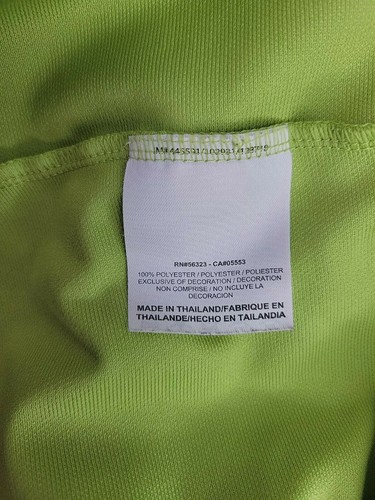 RN#56323 - CA#05553
100% POLYESTER / POLYESTER / POLIESTER
EXCLUSIVE OF DECORATION / DECORATION
NON COMPRISE / NO INCLUYE LA
DECORACIÓN
MADE IN THAILAND/FABRIQUE EN
THAILANDE/HECHO EN TAILANDIA